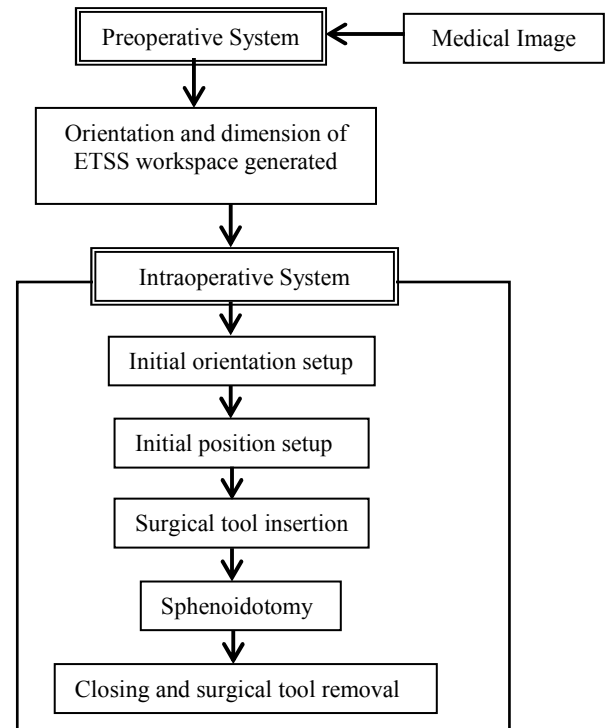 Preoperative System
Medical Image
Orientation and dimension of
ETSS workspace generated
Intraoperative System
Initial orientation setup
Initial position setup
Surgical tool insertion
Sphenoidotomy
Closing and surgical tool removal